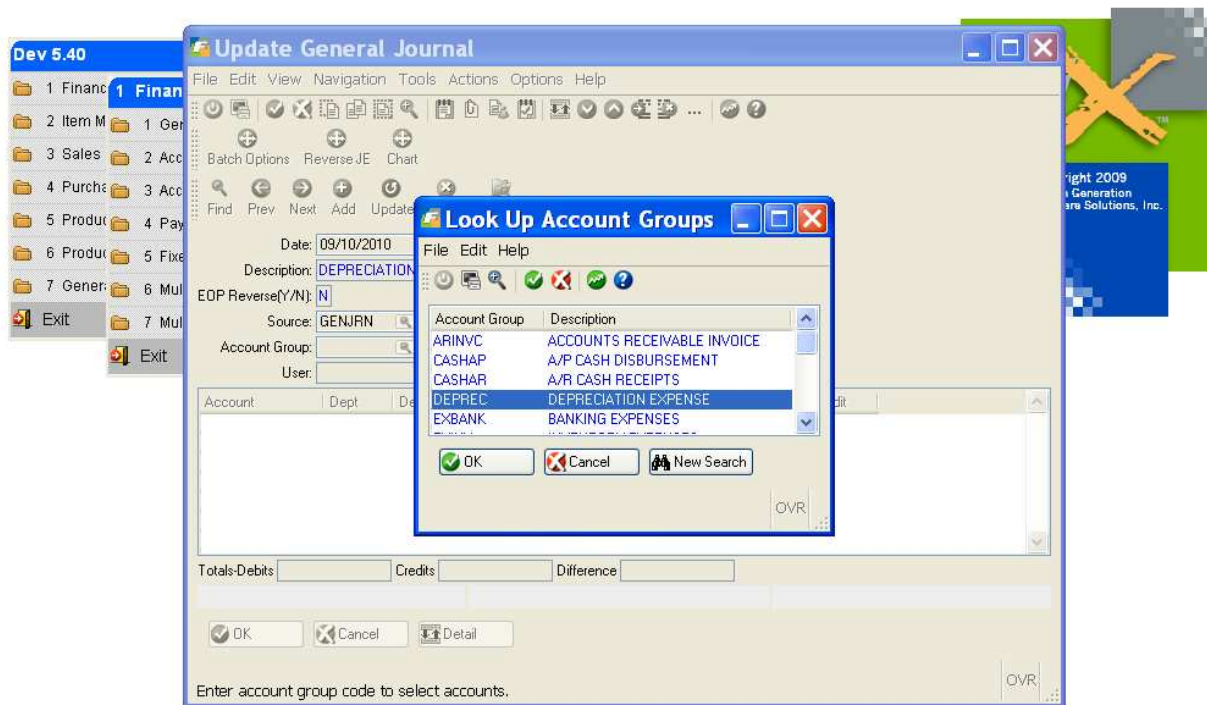 Dev 5.40
1 Financ
2 Item M
3 Sales
4 Purcha
5 Produc
6 Produc
7 Genera
Exit
1 Finan
1 Ger
2 Acc
3 Acc
4 Pay
5 Fixe
6 Mul
7 Mul
Exit
Update General Journal
File Edit View Navigation Tools Actions Options Help
Batch Options Reverse JE Chart
Find Prev Next Add Update
Date: 09/10/2010
Description: DEPRECIATION
EOP Reverse(Y/N): N
Source: GENJRN
Account Group:
User:
Account Dept De dit
Totals-Debits Credits Difference
OK Cancel Detail
Enter account group code to select accounts.
OVR
Look Up Account Groups
File Edit Help
Account Group Description
ARINVC ACCOUNTS RECEIVABLE INVOICE
CASHAP A/P CASH DISBURSEMENT
CASHAR A/R CASH RECEIPTS
DEPREC DEPRECIATION EXPENSE
EXBANK BANKING EXPENSES
OK Cancel New Search
OVR
TM
right 2009
Generation
are Solutions, Inc.